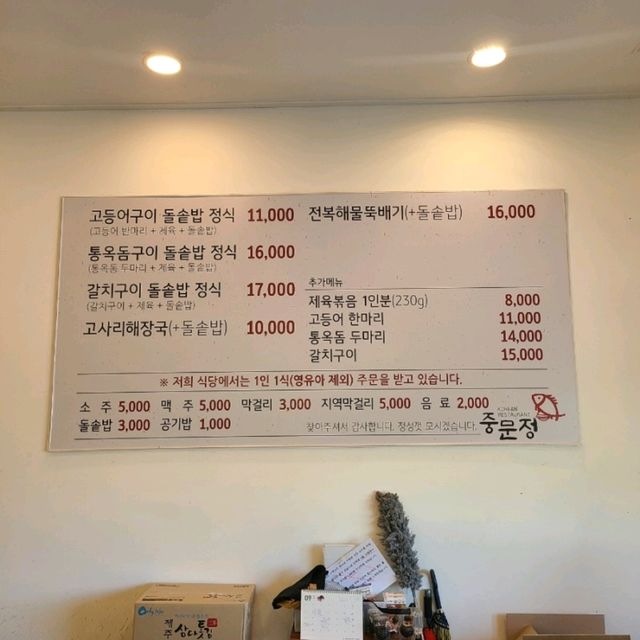 고등어구이 돌솥밥 정식 11,000
(고등어 반마리 + 제육 + 돌솥밥)
통옥돔구이 돌솥밥 정식 16,000
(통옥돔 두마리 + 제육 + 돌솥밥)
갈치구이 돌솥밥 정식 17,000
(갈치구이 + 제육 + 돌솥밥)
고사리해장국(+돌솥밥) 10,000
전복해물뚝배기(+돌솥밥) 16,000
추가메뉴
제육볶음 1인분(230g) 8,000
고등어 한마리 11,000
통옥돔 두마리 14,000
갈치구이 15,000
※ 저희 식당에서는 1인 1식(영유아 제외) 주문을 받고 있습니다.
소 주 5,000 맥 주 5,000 막걸리 3,000 지역막걸리 5,000 음 료 2,000
돌솥밥 3,000 공기밥 1,000
찾아주셔서 감사합니다. 정성껏 모시겠습니다.
KOREAN
RESTAURANT
중문정
제주
삼다